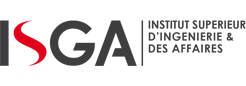 ISGA
INSTITUT SUPERIEUR
D'INGENIERIE &
DES AFFAIRES